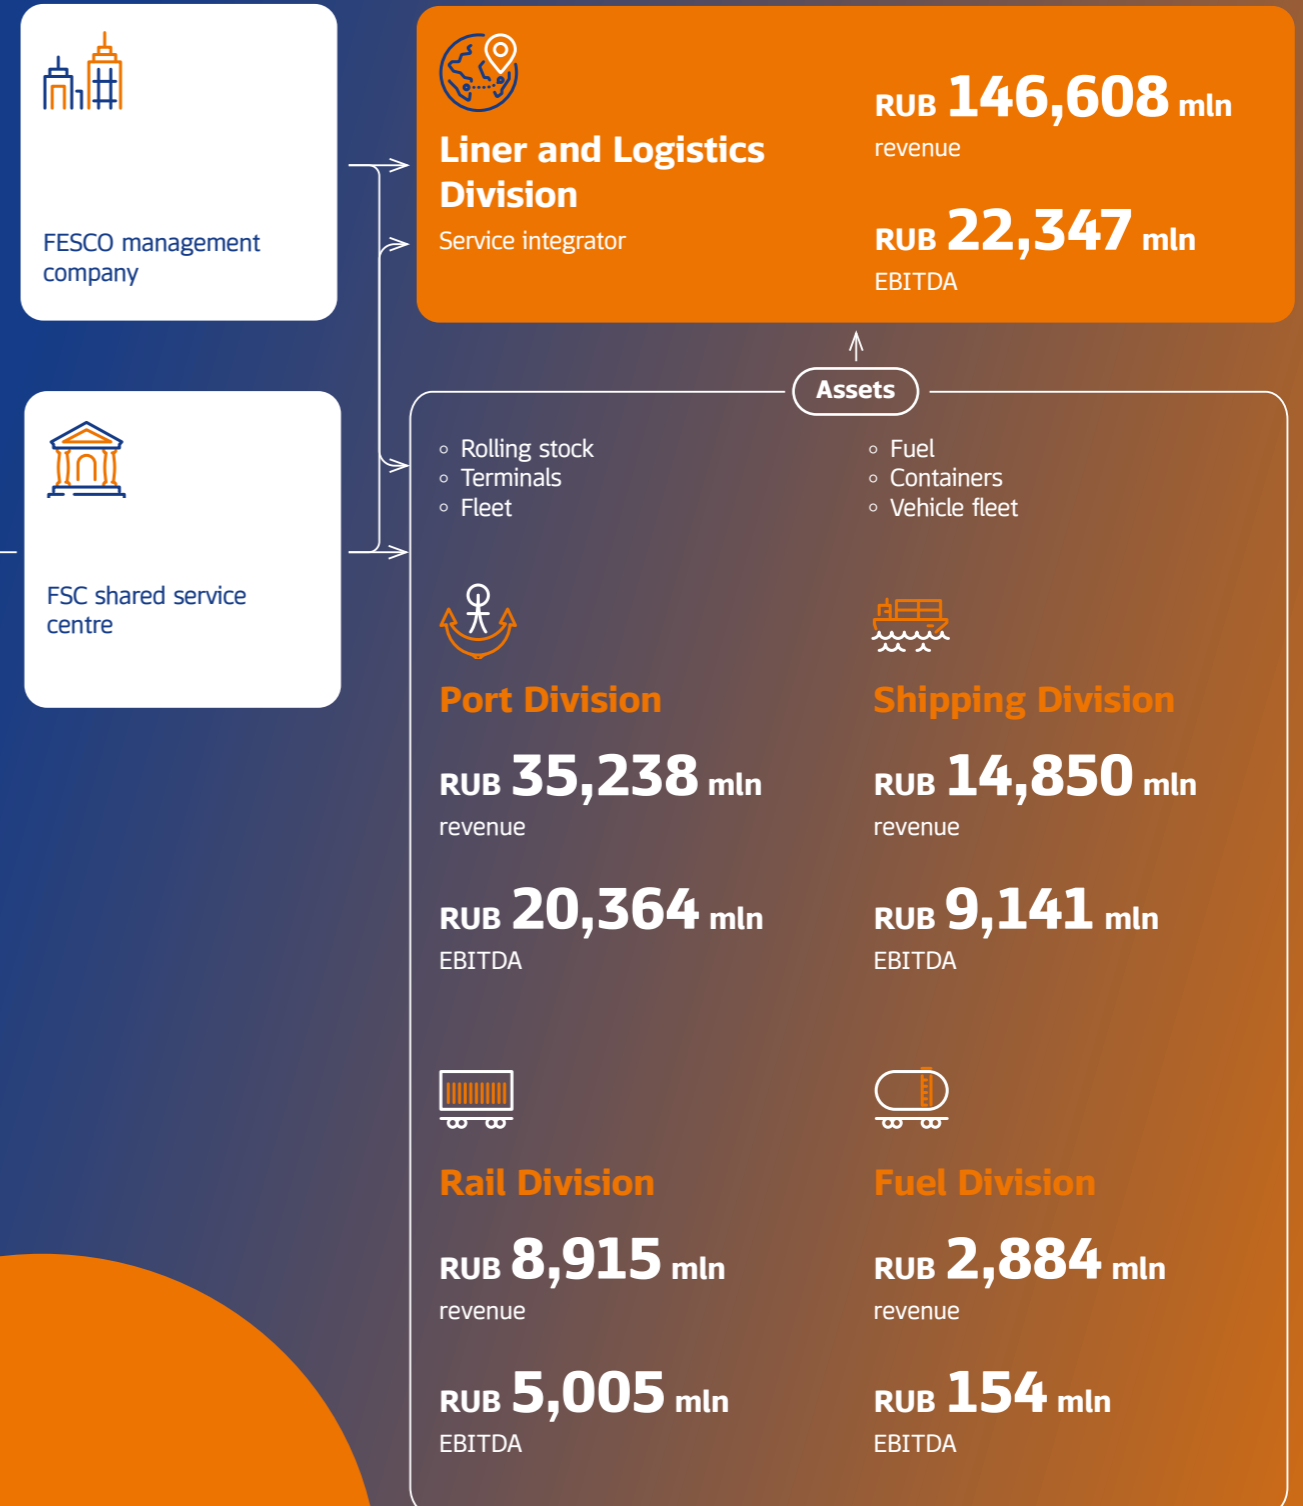 FESCO management
company
Liner and Logistics
Division
Service integrator
RUB 146,608 mln
revenue
RUB 22,347 mln
EBITDA
FSC shared service
centre
Assets
Rolling stock
Terminals
Fleet
Fuel
Containers
Vehicle fleet
Port Division
RUB 35,238 mln
revenue
RUB 20,364 mln
EBITDA
Shipping Division
RUB 14,850 mln
revenue
RUB 9,141 mln
EBITDA
Rail Division
RUB 8,915 mln
revenue
RUB 5,005 mln
EBITDA
Fuel Division
RUB 2,884 mln
revenue
RUB 154 mln
EBITDA